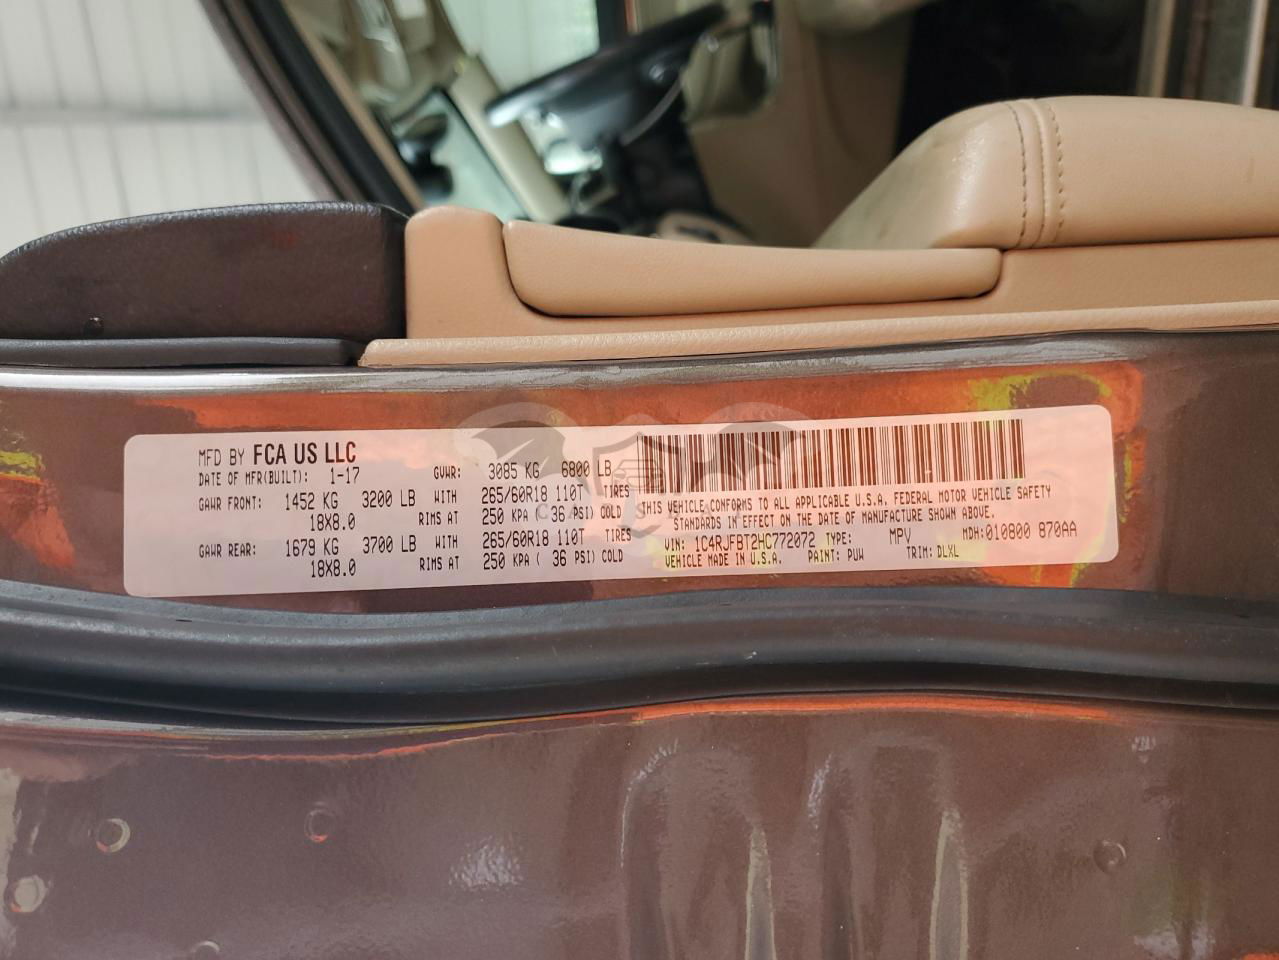 MFD BY FCA US LLC
DATE OF MFR(BUILT): 1-17 GVWR: 3085 KG 6800 LB
GAWR FRONT: 1452 KG 3200 LB WITH 265/60R18 110T TIRES
18X8.0 RIMS AT 250 KPA ( 36 PSI) COLD
GAWR REAR: 1679 KG 3700 LB WITH 265/60R18 110T TIRES
18X8.0 RIMS AT 250 KPA ( 36 PSI) COLD
THIS VEHICLE CONFORMS TO ALL APPLICABLE U.S.A. FEDERAL MOTOR VEHICLE SAFETY
STANDARDS IN EFFECT ON THE DATE OF MANUFACTURE SHOWN ABOVE.
VIN: 1C4RJFBT2HC772072 TYPE: MPV MDH:010800 870AA
VEHICLE MADE IN U.S.A. PAINT: PUW TRIM: DLXL